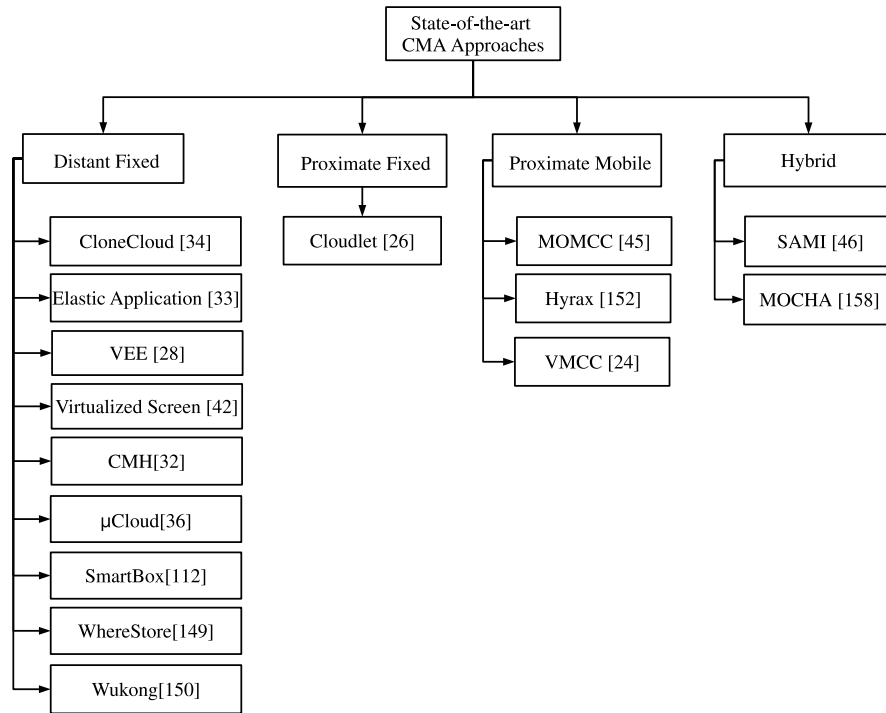 State-of-the-art
CMA Approaches
Distant Fixed
Proximate Fixed
Proximate Mobile
Hybrid
CloneCloud [34]
Elastic Application [33]
VEE [28]
Virtualized Screen [42]
CMH[32]
μCloud[36]
SmartBox[112]
WhereStore[149]
Wukong[150]
Cloudlet [26]
MOMCC [45]
Hyrax [152]
VMCC [24]
SAMI [46]
MOCHA [158]